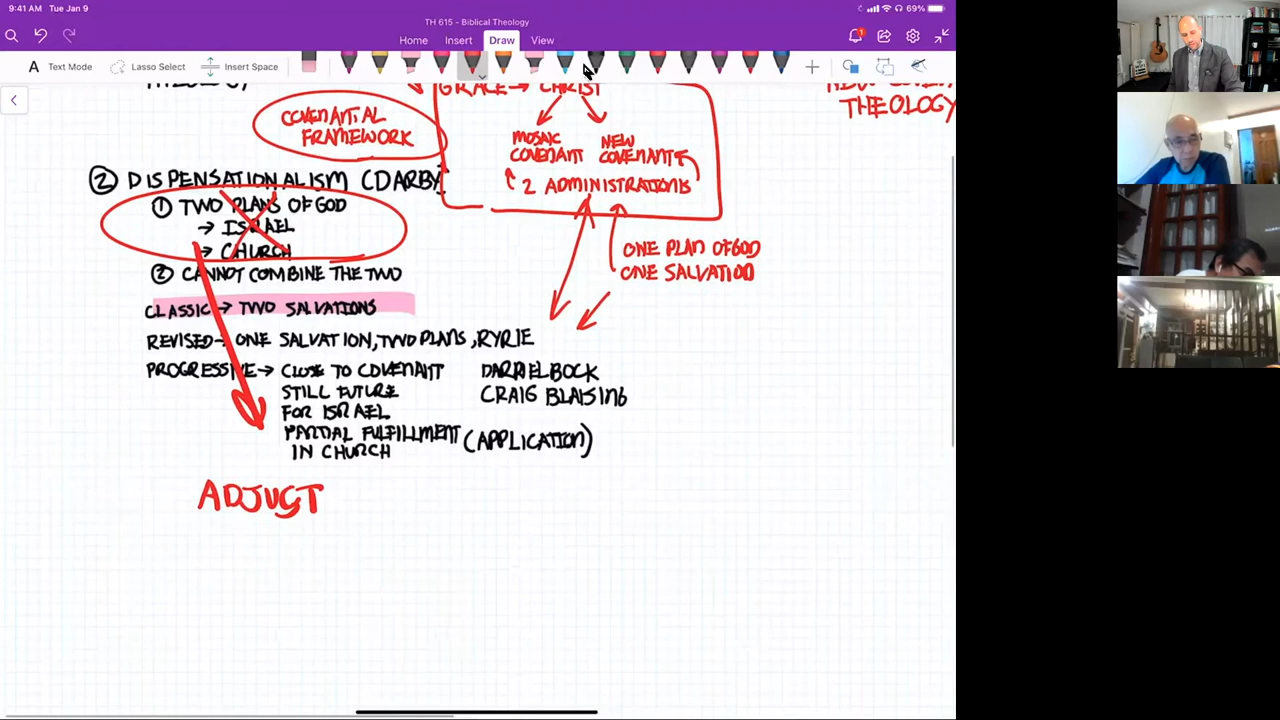 9:41 AM Tue Jan 9
69%
TH 615 - Biblical Theology
Home Insert Draw View
1
A Text Mode Lasso Select Insert Space
THEOLOGY
GRACE → CHRIST
THEOLOGY
COVENANTAL
FRAMEWORK
MOSAIC
COVENANT
NEW
COVENANT
2 ADMINISTRATIONS
② DISPENSATIONALISM (DARBY)
① TWO PLANS OF GOD
→ ISRAEL
→ CHURCH
② CANNOT COMBINE THE TWO
ONE PLAN OF GOD
ONE SALVATION
CLASSIC → TWO SALVATIONS
REVISED → ONE SALVATION, TWO PLANS, RYRIE
PROGRESSIVE → CLOSE TO COVENANT
STILL FUTURE
FOR ISRAEL
PARTIAL FULFILLMENT
IN CHURCH
(APPLICATION)
DARREL BOCK
CRAIG BLAISING
ADJUST